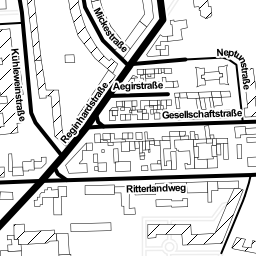 Mickestraße
Kühleweinstraße
Neptunstraße
Aegirstraße
Reginhardstraße
Gesellschaftstraße
Ritterlandweg